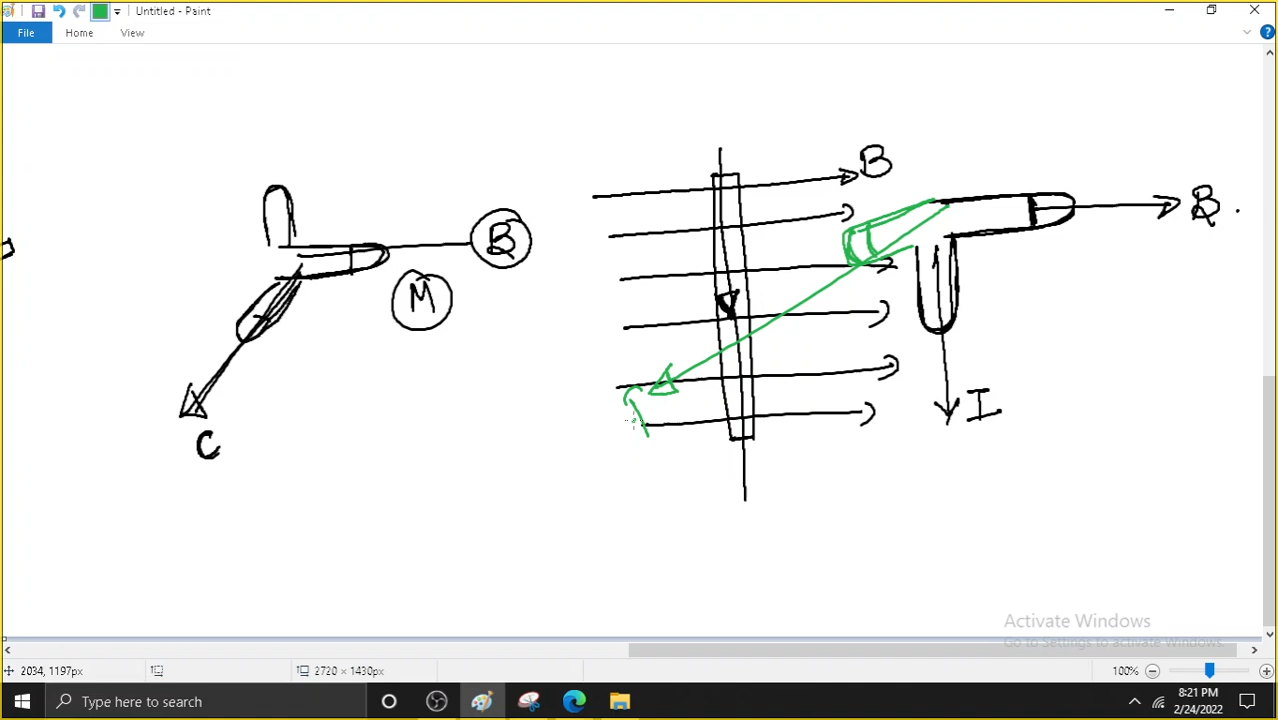 Untitled - Paint
File Home View
B
B
B.
M
I
C
Activate Windows
Go to Settings to activate Windows.
2034, 1197px
2720 × 1430px
100%
Type here to search
8:21 PM
2/24/2022